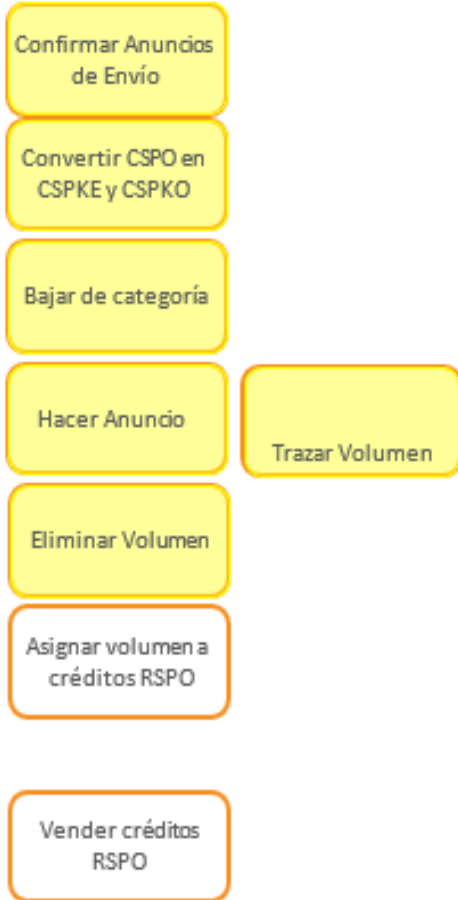 Confirmar Anuncios
de Envío
Convertir CSPO en
CSPKE y CSPKO
Bajar de categoría
Hacer Anuncio
Trazar Volumen
Eliminar Volumen
Asignar volumen a
créditos RSPO
Vender créditos
RSPO